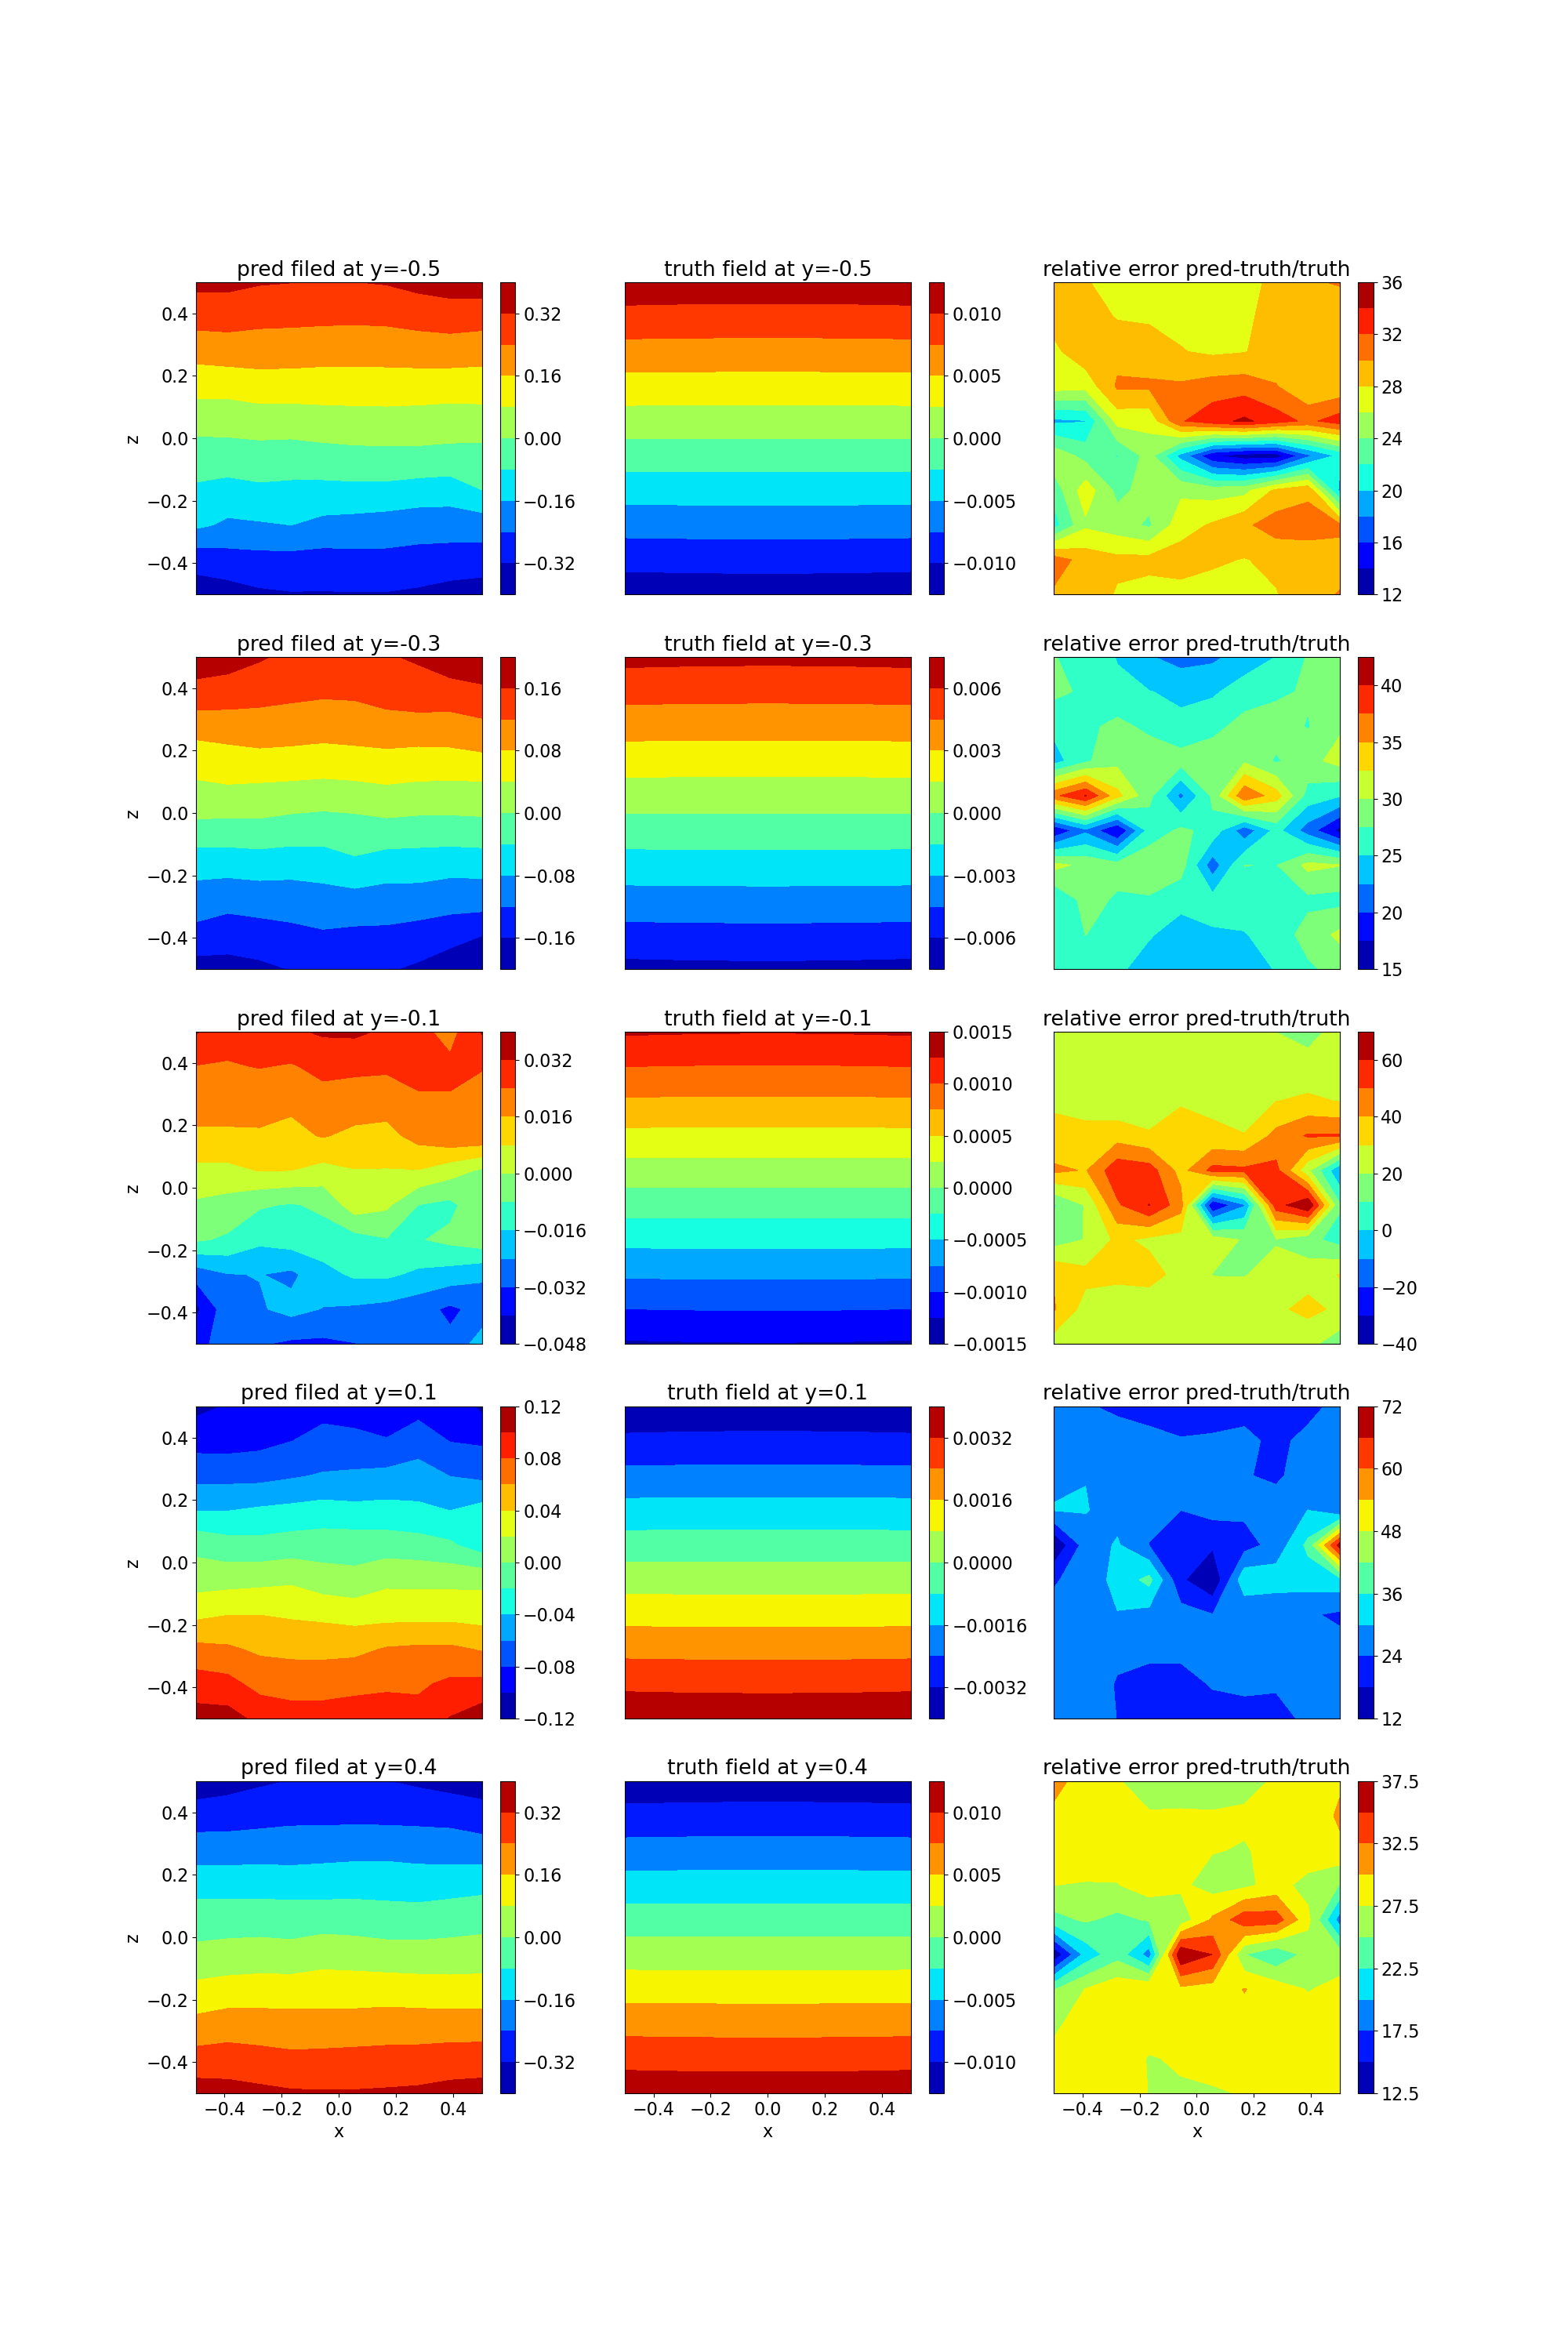 pred filed at y=-0.5 truth field at y=-0.5 relative error pred-truth/truth
0.4 0.2 0.0 −0.2 −0.4
z
0.32 0.16 0.00 −0.16 −0.32
0.010 0.005 0.000 −0.005 −0.010
36 32 28 24 20 16 12
pred filed at y=-0.3 truth field at y=-0.3 relative error pred-truth/truth
0.4 0.2 0.0 −0.2 −0.4
z
0.16 0.08 0.00 −0.08 −0.16
0.006 0.003 0.000 −0.003 −0.006
40 35 30 25 20 15
pred filed at y=-0.1 truth field at y=-0.1 relative error pred-truth/truth
0.4 0.2 0.0 −0.2 −0.4
z
0.032 0.016 0.000 −0.016 −0.032 −0.048
0.0015 0.0010 0.0005 0.0000 −0.0005 −0.0010 −0.0015
60 40 20 0 −20 −40
pred filed at y=0.1 truth field at y=0.1 relative error pred-truth/truth
0.4 0.2 0.0 −0.2 −0.4
z
0.12 0.08 0.04 0.00 −0.04 −0.08 −0.12
0.0032 0.0016 0.0000 −0.0016 −0.0032
72 60 48 36 24 12
pred filed at y=0.4 truth field at y=0.4 relative error pred-truth/truth
0.4 0.2 0.0 −0.2 −0.4
z
0.32 0.16 0.00 −0.16 −0.32
0.010 0.005 0.000 −0.005 −0.010
37.5 32.5 27.5 22.5 17.5 12.5
−0.4 −0.2 0.0 0.2 0.4 −0.4 −0.2 0.0 0.2 0.4 −0.4 −0.2 0.0 0.2 0.4
x x x